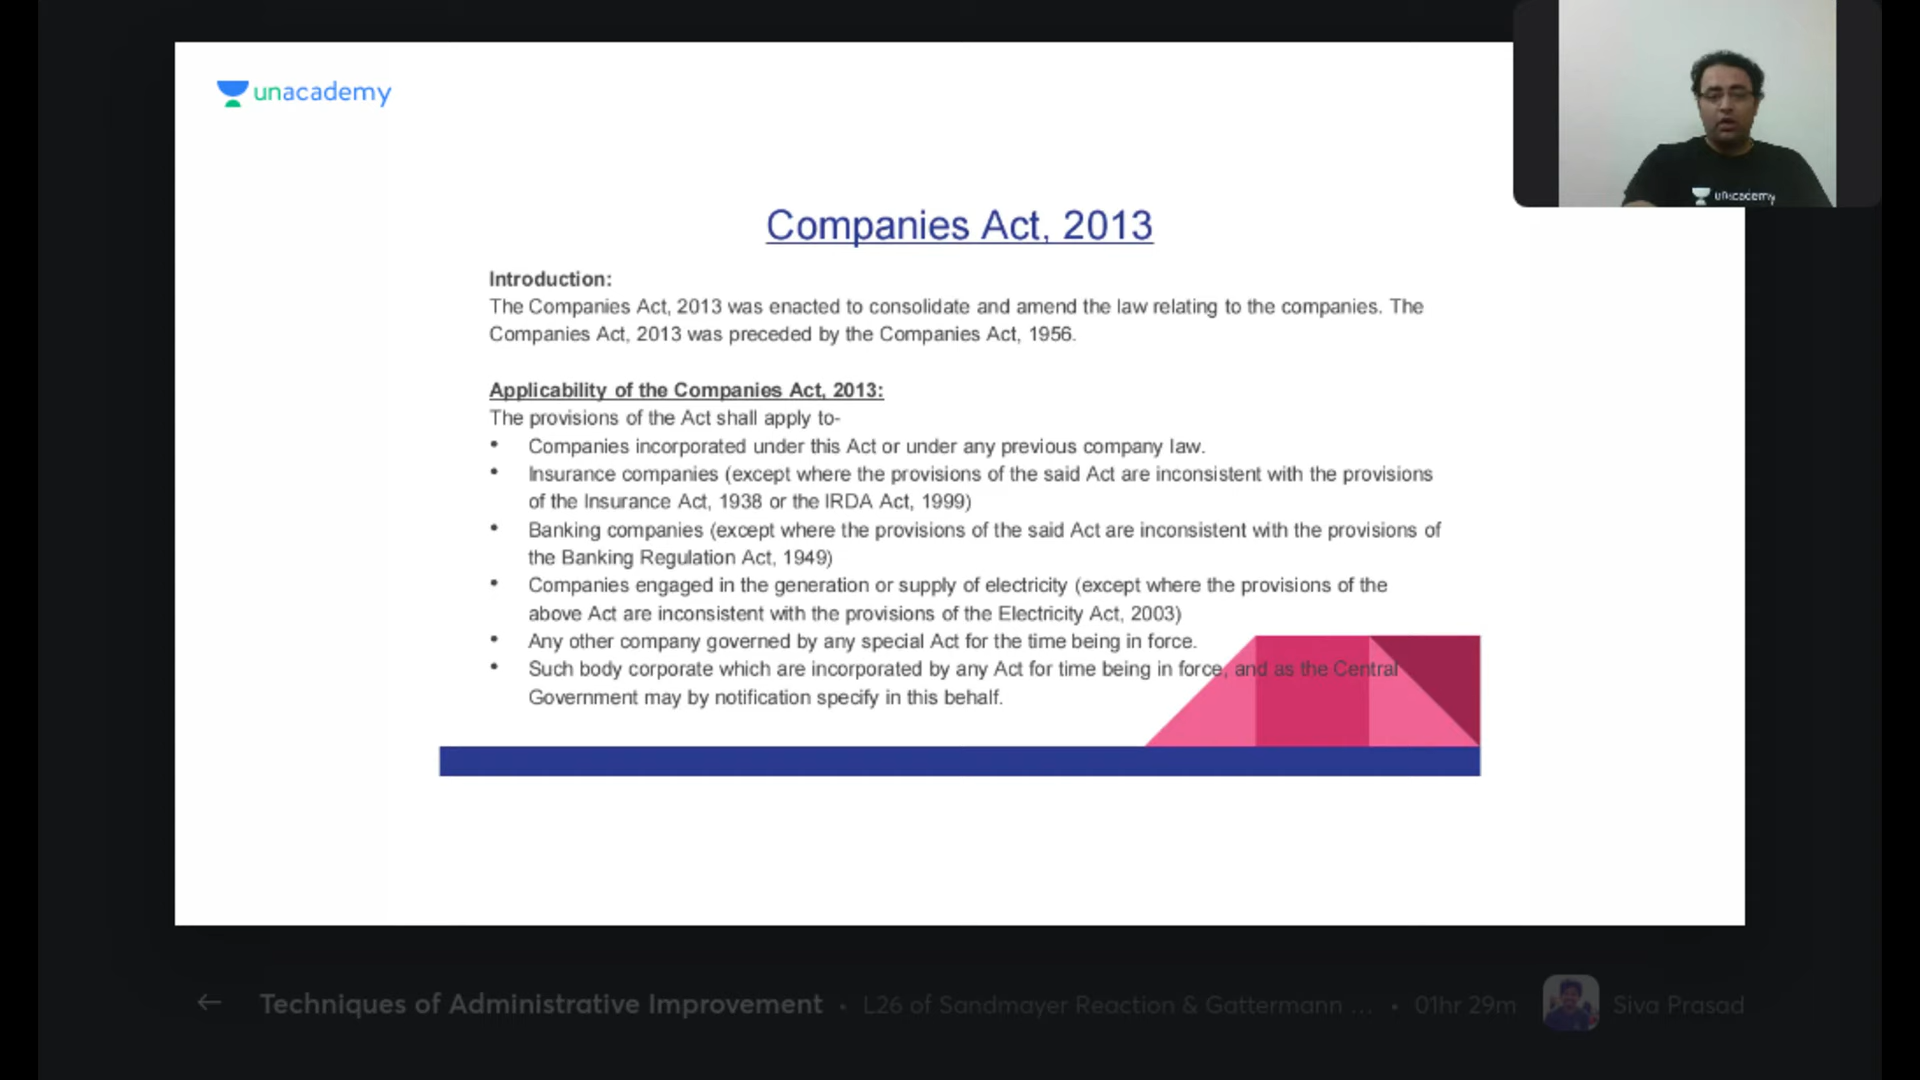 unacademy
unacademy
Companies Act, 2013
Introduction:
The Companies Act, 2013 was enacted to consolidate and amend the law relating to the companies. The
Companies Act, 2013 was preceded by the Companies Act, 1956.
Applicability of the Companies Act, 2013:
The provisions of the Act shall apply to-
• Companies incorporated under this Act or under any previous company law.
• Insurance companies (except where the provisions of the said Act are inconsistent with the provisions
of the Insurance Act, 1938 or the IRDA Act, 1999)
• Banking companies (except where the provisions of the said Act are inconsistent with the provisions of
the Banking Regulation Act, 1949)
• Companies engaged in the generation or supply of electricity (except where the provisions of the
above Act are inconsistent with the provisions of the Electricity Act, 2003)
• Any other company governed by any special Act for the time being in force.
• Such body corporate which are incorporated by any Act for time being in force, and as the Central
Government may by notification specify in this behalf.
Techniques of Administrative Improvement • L26 of Sandmayer Reaction & Gattermann ... • 01hr 29m Siva Prasad